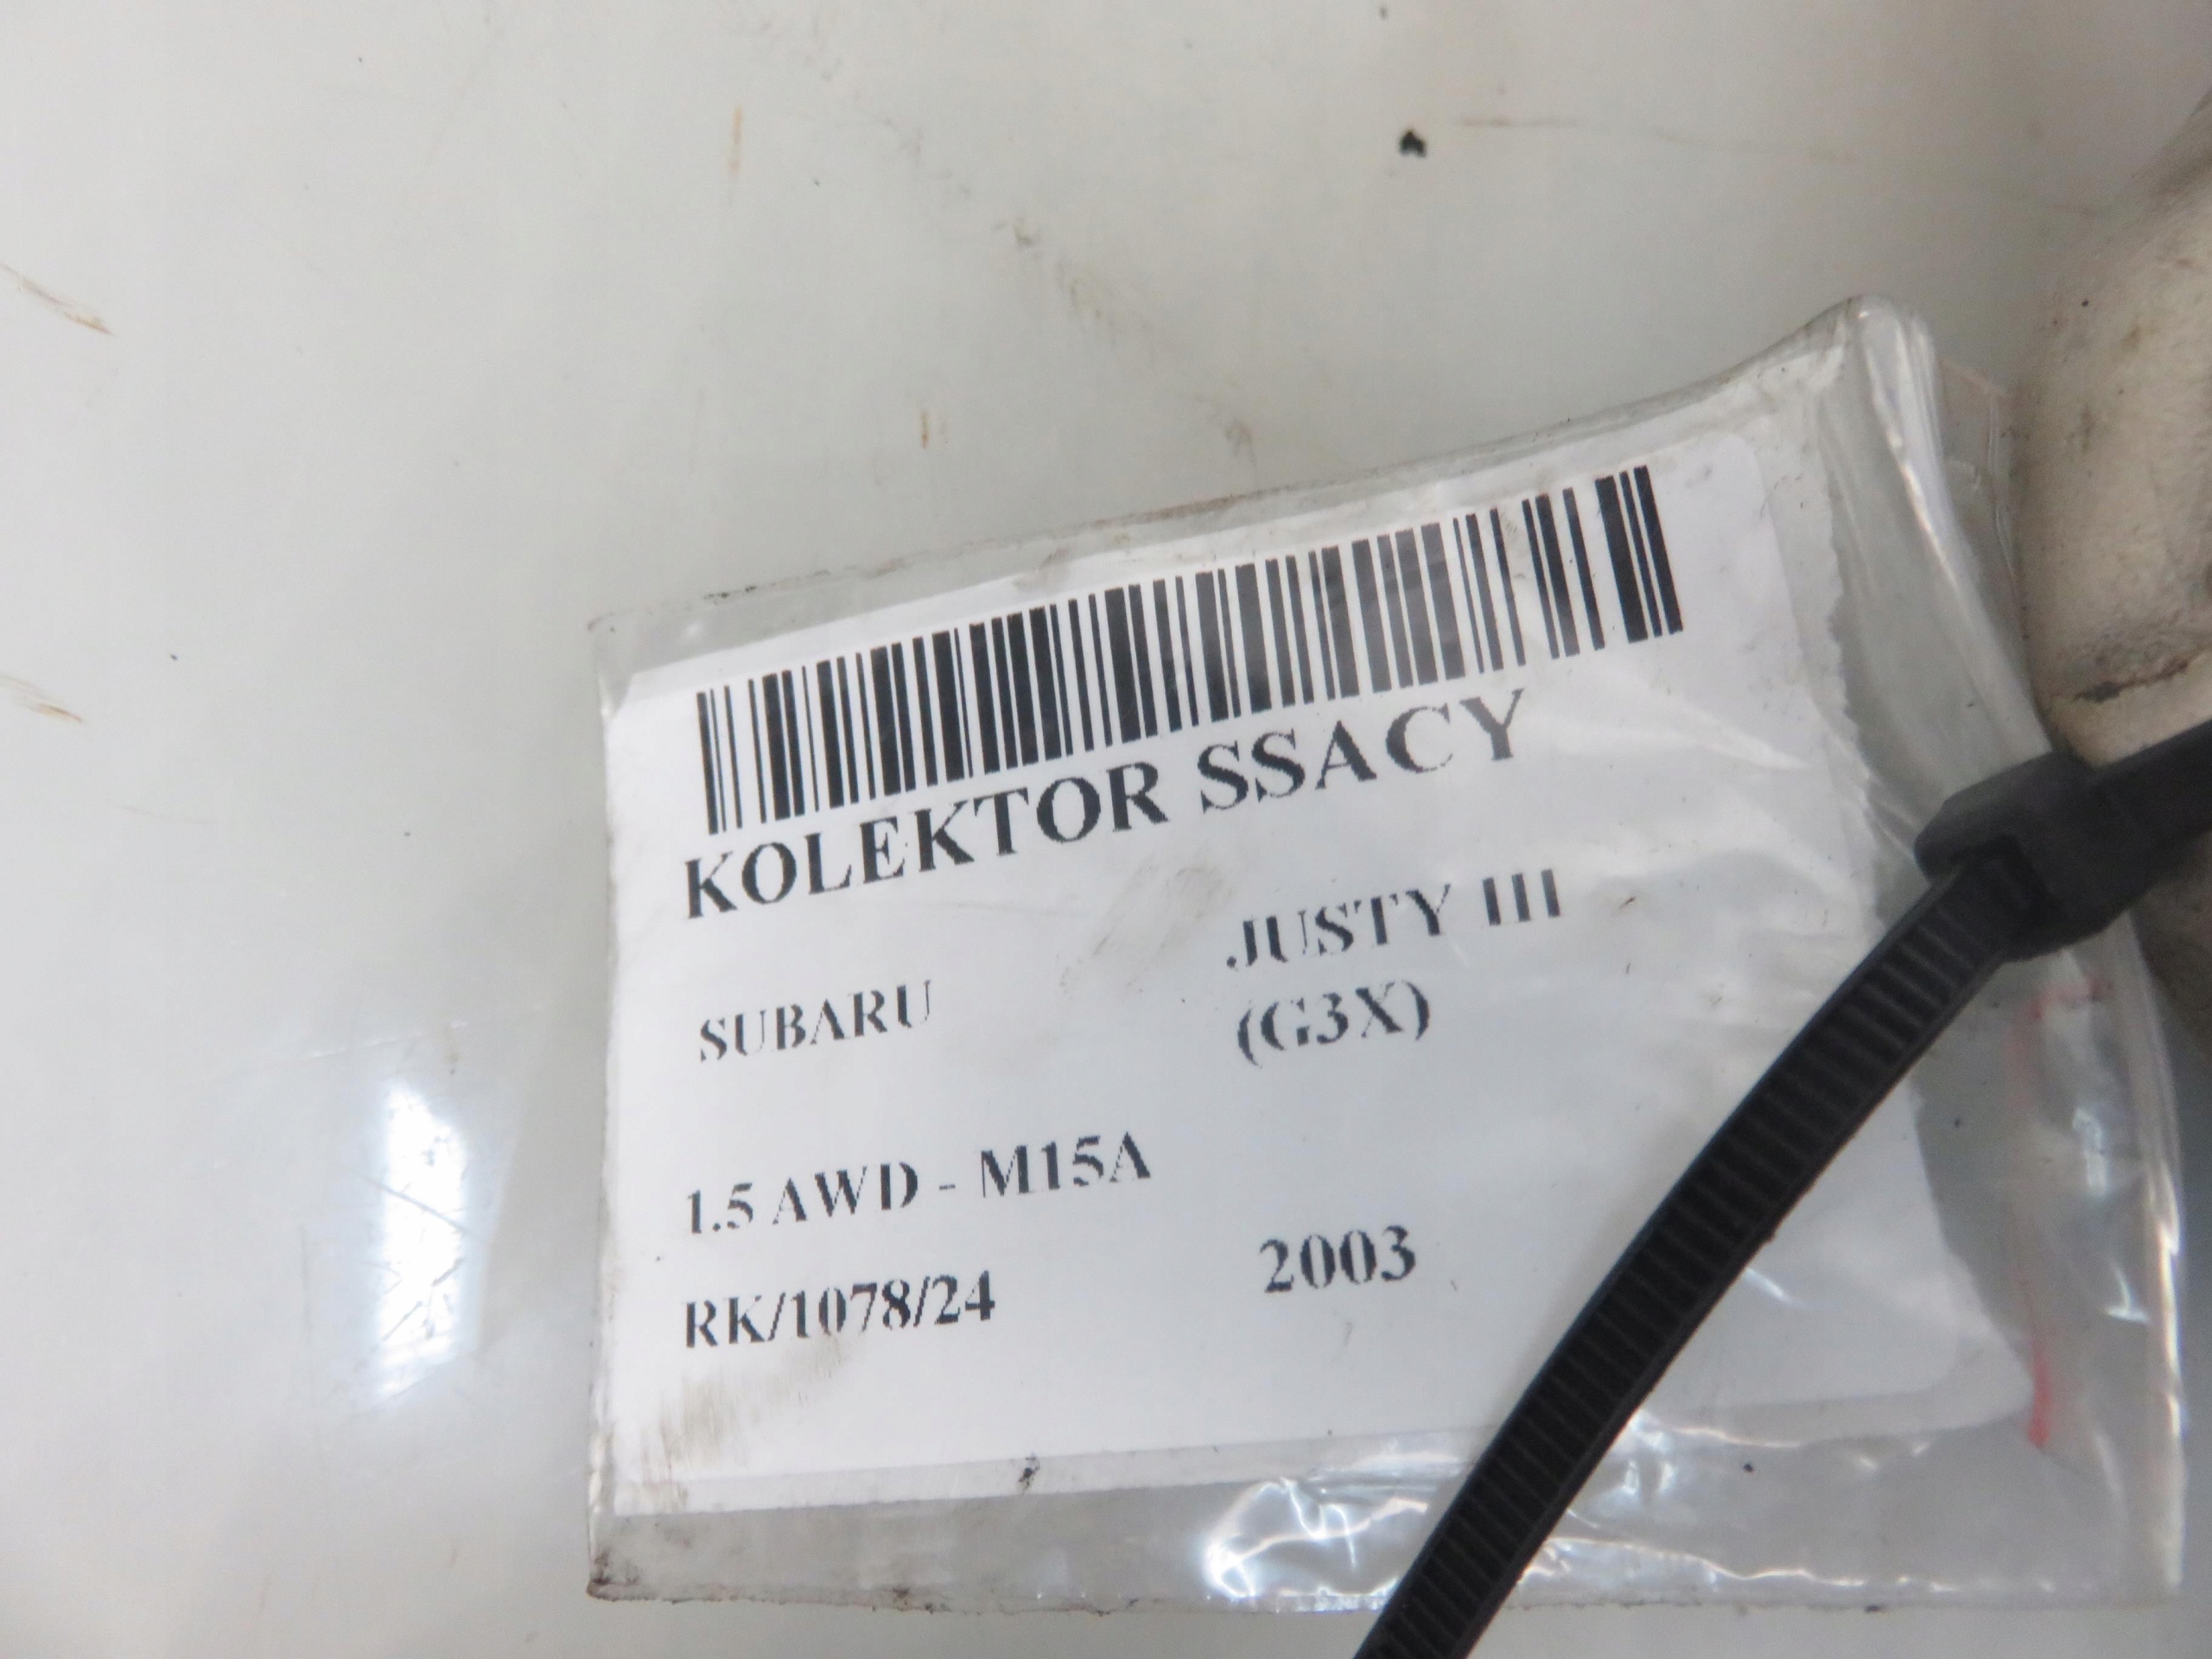 KOLEKTOR SSACY
SUBARU JUSTY III
(G3X)
1.5 AWD - M15A
RK/1078/24 2003